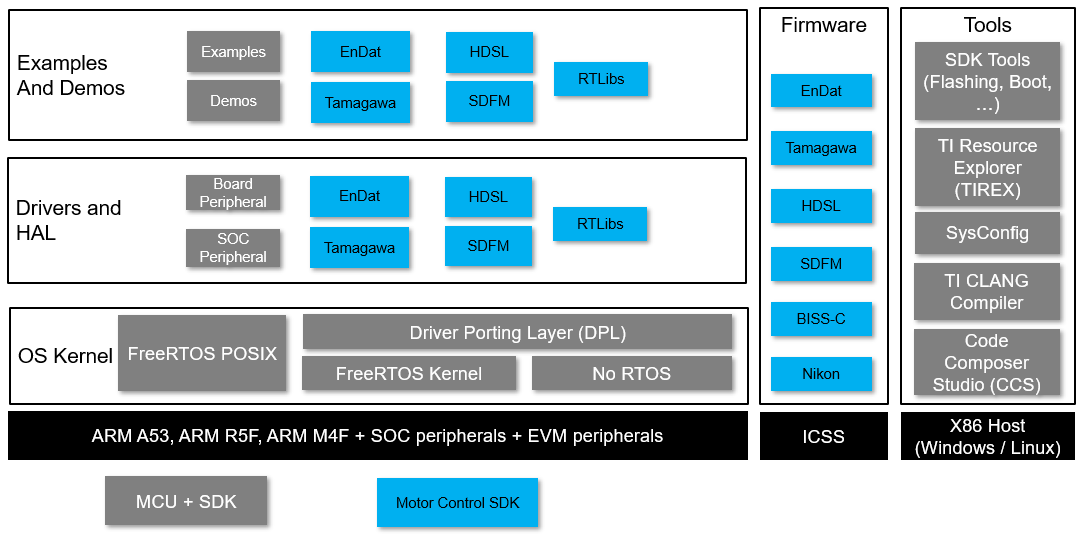 Examples
And Demos
Examples
Demos
EnDat
Tamagawa
HDSL
SDFM
RTLibs
Drivers and
HAL
Board
Peripheral
SOC
Peripheral
EnDat
Tamagawa
HDSL
SDFM
RTLibs
OS Kernel
FreeRTOS POSIX
Driver Porting Layer (DPL)
FreeRTOS Kernel
No RTOS
ARM A53, ARM R5F, ARM M4F + SOC peripherals + EVM peripherals
Firmware
EnDat
Tamagawa
HDSL
SDFM
BISS-C
Nikon
ICSS
Tools
SDK Tools
(Flashing, Boot,
…)
TI Resource
Explorer
(TIREX)
SysConfig
TI CLANG
Compiler
Code
Composer
Studio (CCS)
X86 Host
(Windows / Linux)
MCU + SDK
Motor Control SDK